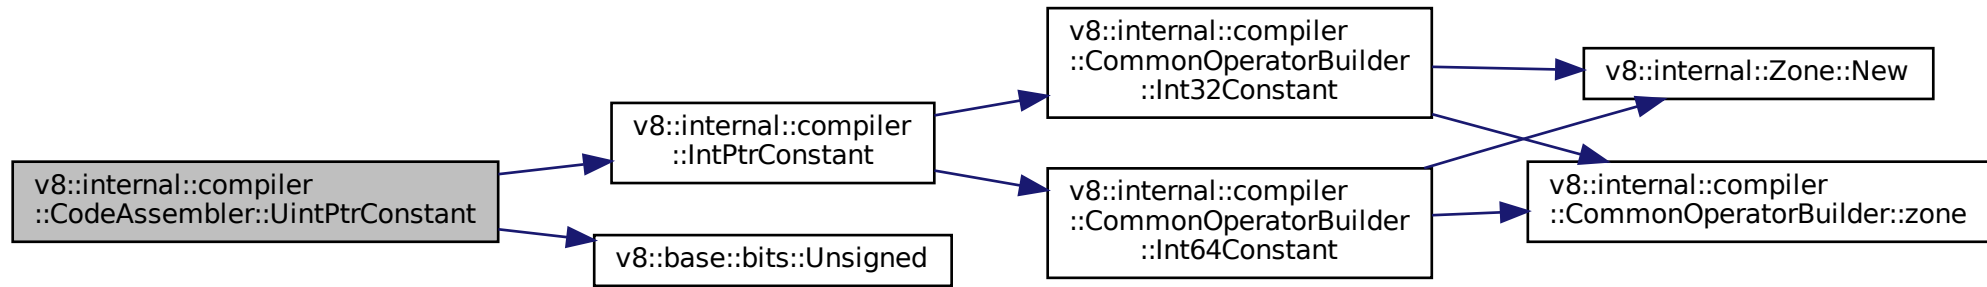 v8::internal::compiler
::CodeAssembler::UintPtrConstant
v8::internal::compiler
::IntPtrConstant
v8::base::bits::Unsigned
v8::internal::compiler
::CommonOperatorBuilder
::Int32Constant
v8::internal::compiler
::CommonOperatorBuilder
::Int64Constant
v8::internal::Zone::New
v8::internal::compiler
::CommonOperatorBuilder::zone